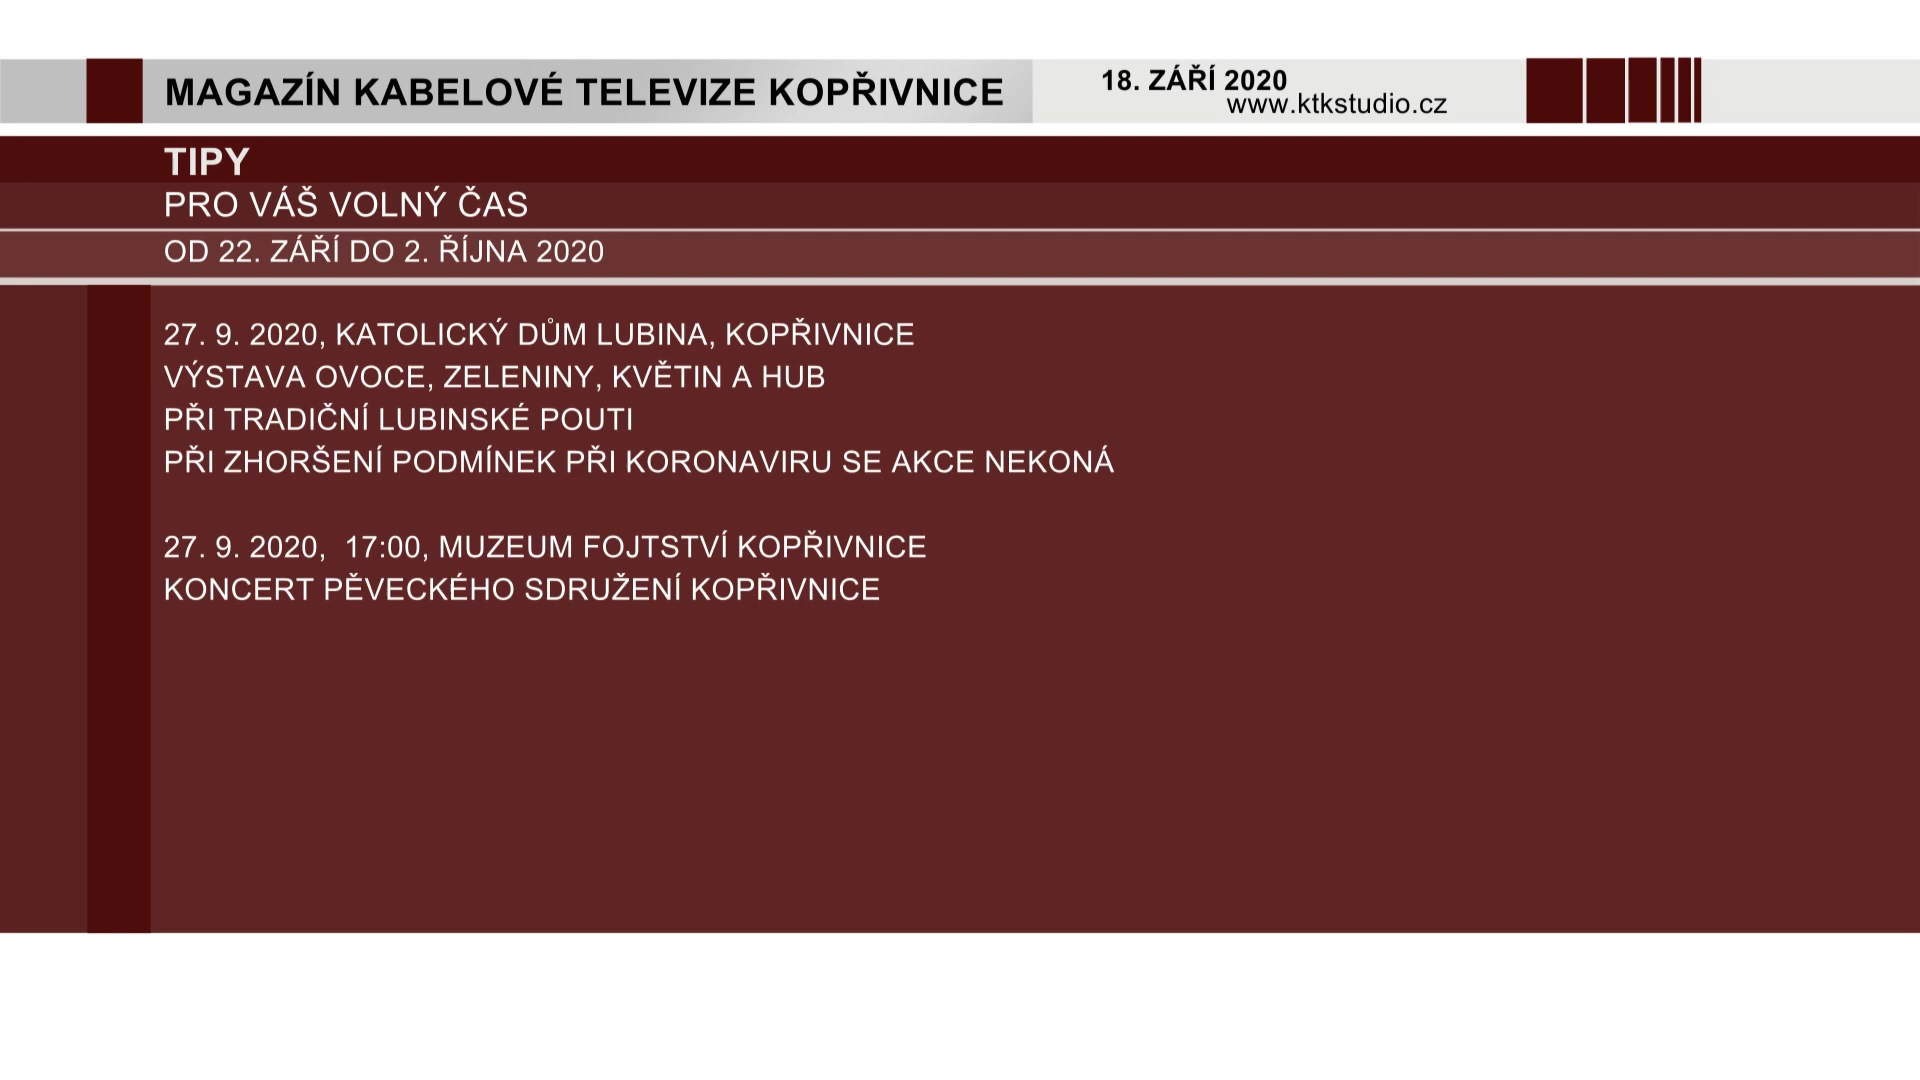 MAGAZÍN KABELOVÉ TELEVIZE KOPŘIVNICE
18. ZÁŘÍ 2020
www.ktkstudio.cz
TIPY
PRO VÁŠ VOLNÝ ČAS
OD 22. ZÁŘÍ DO 2. ŘÍJNA 2020
27. 9. 2020, KATOLICKÝ DŮM LUBINA, KOPŘIVNICE
VÝSTAVA OVOCE, ZELENINY, KVĚTIN A HUB
PŘI TRADIČNÍ LUBINSKÉ POUTI
PŘI ZHORŠENÍ PODMÍNEK PŘI KORONAVIRU SE AKCE NEKONÁ
27. 9. 2020,  17:00, MUZEUM FOJTSTVÍ KOPŘIVNICE
KONCERT PĚVECKÉHO SDRUŽENÍ KOPŘIVNICE